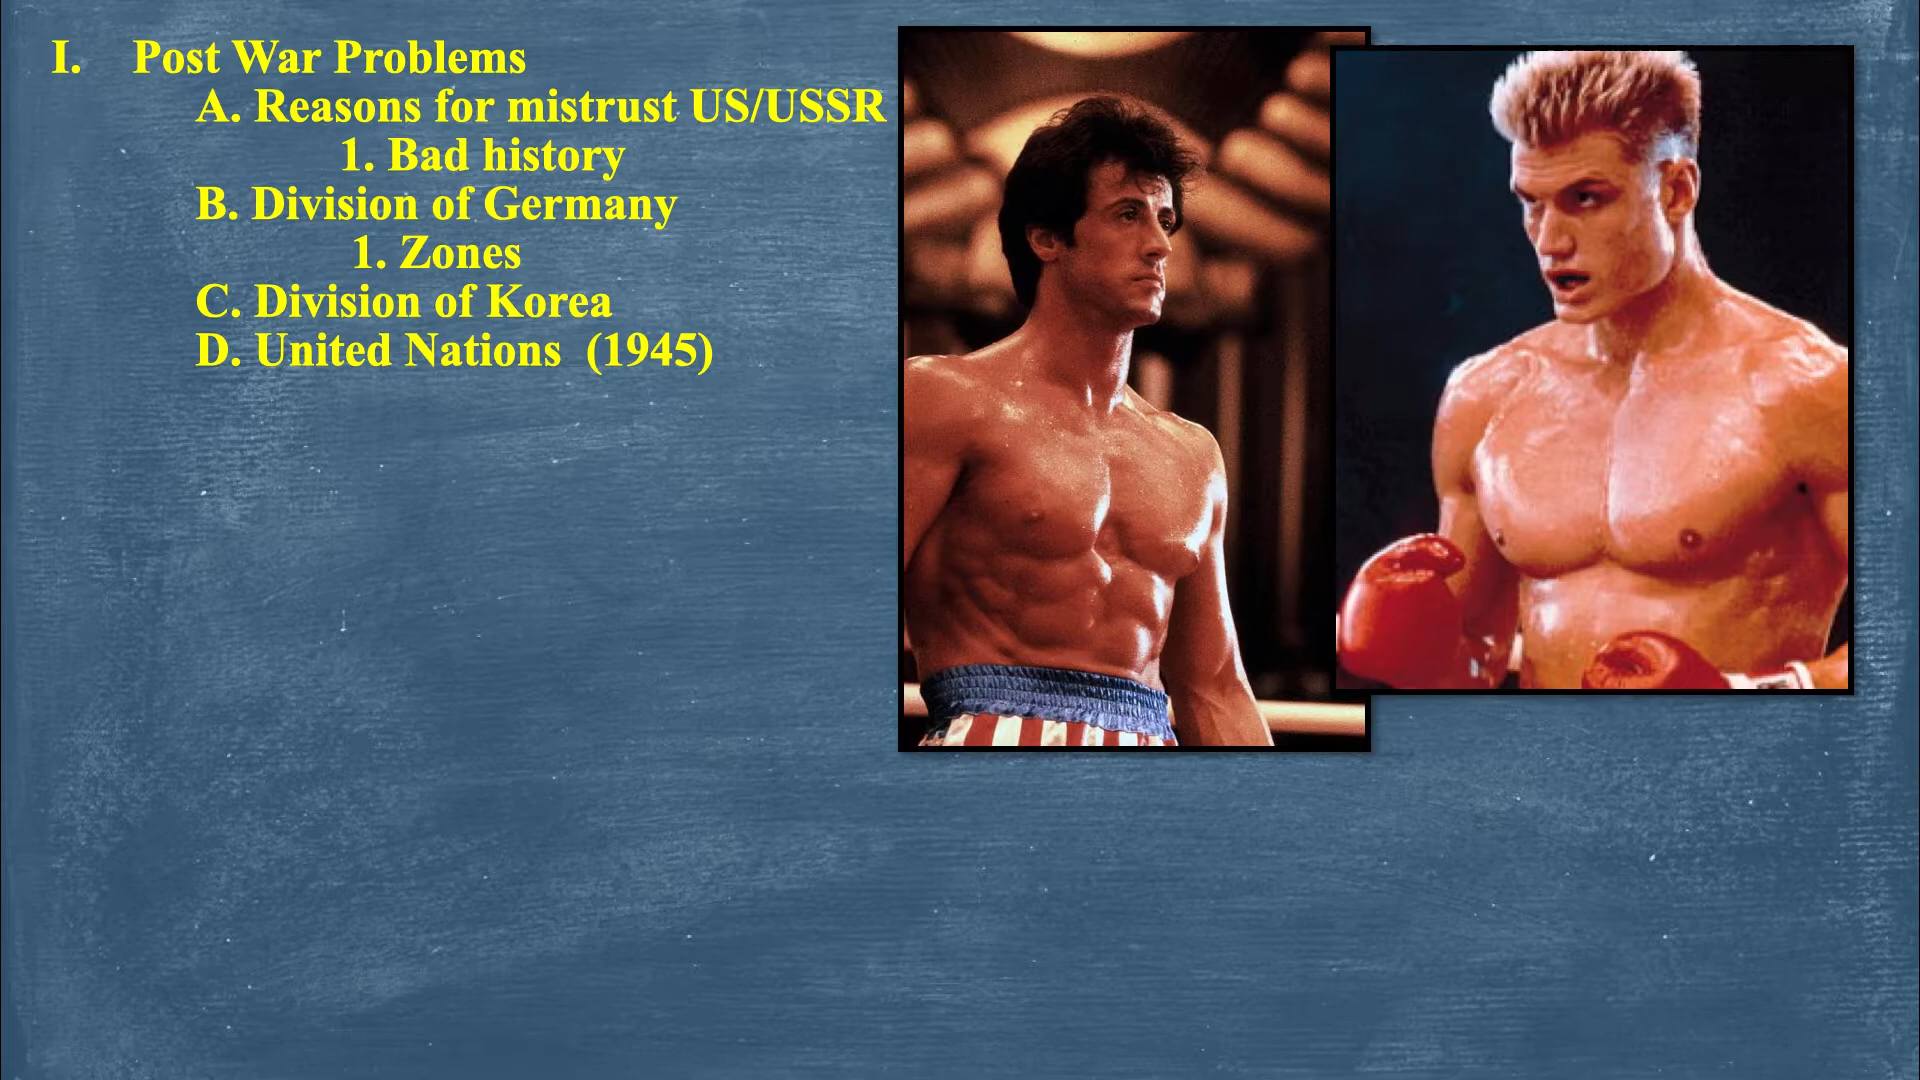 I. Post War Problems
A. Reasons for mistrust US/USSR
1. Bad history
B. Division of Germany
1. Zones
C. Division of Korea
D. United Nations (1945)